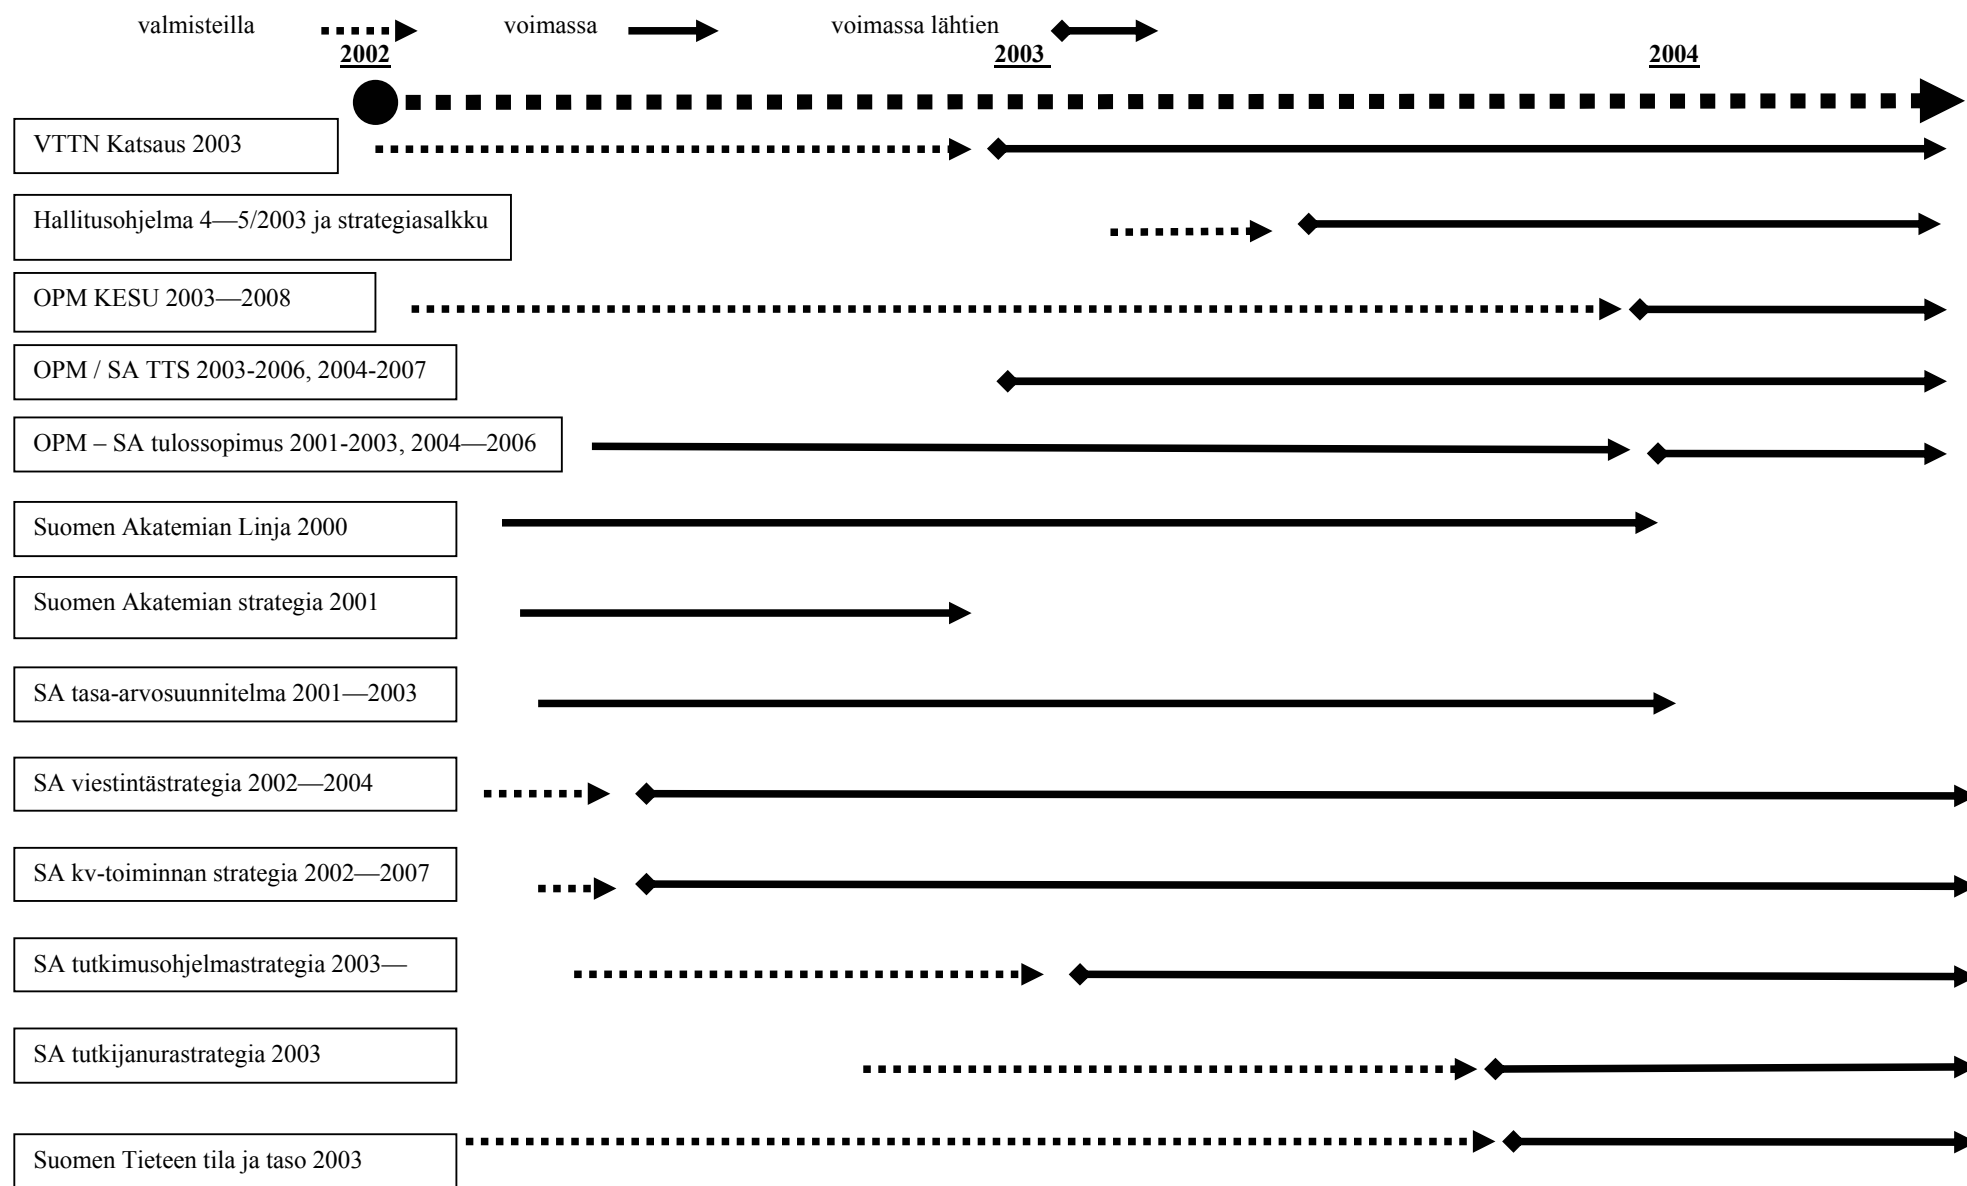 valmisteilla voimassa voimassa lähtien
2002 2003 2004
VTTN Katsaus 2003
Hallitusohjelma 4—5/2003 ja strategiasalkku
OPM KESU 2003—2008
OPM / SA TTS 2003-2006, 2004-2007
OPM – SA tulossopimus 2001-2003, 2004—2006
Suomen Akatemian Linja 2000
Suomen Akatemian strategia 2001
SA tasa-arvosuunnitelma 2001—2003
SA viestintästrategia 2002—2004
SA kv-toiminnan strategia 2002—2007
SA tutkimusohjelmastrategia 2003—
SA tutkijanurastrategia 2003
Suomen Tieteen tila ja taso 2003